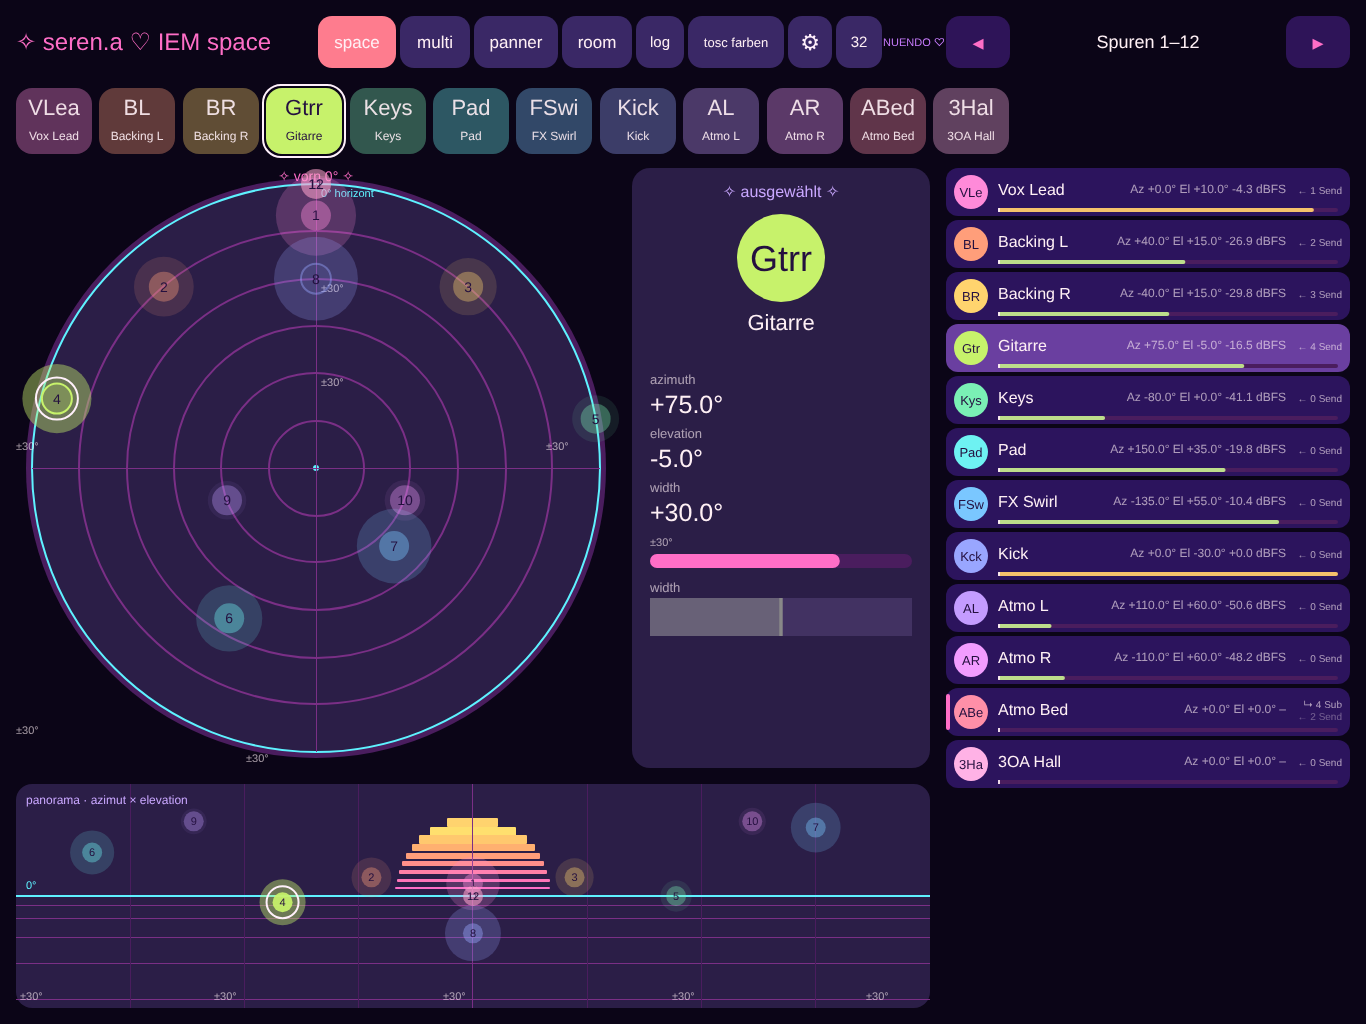 ✧ seren.a ♡ IEM space
space
multi
panner
room
log
tosc farben
⚙
32
NUENDO ♡
◄
Spuren 1–12
►
VLea
Vox Lead
BL
Backing L
BR
Backing R
Gtrr
Gitarre
Keys
Keys
Pad
Pad
FSwi
FX Swirl
Kick
Kick
AL
Atmo L
AR
Atmo R
ABed
Atmo Bed
3Hal
3OA Hall
✧ vorn 0° ✧
12
0° horizont
1
8
±30°
2
3
±30°
4
5
±30°
±30°
9
10
7
6
±30°
±30°
✧ ausgewählt ✧
Gtrr
Gitarre
azimuth
+75.0°
elevation
-5.0°
width
+30.0°
±30°
width
VLe
Vox Lead
Az +0.0° El +10.0° -4.3 dBFS
← 1 Send
BL
Backing L
Az +40.0° El +15.0° -26.9 dBFS
← 2 Send
BR
Backing R
Az -40.0° El +15.0° -29.8 dBFS
← 3 Send
Gtr
Gitarre
Az +75.0° El -5.0° -16.5 dBFS
← 4 Send
Kys
Keys
Az -80.0° El +0.0° -41.1 dBFS
← 0 Send
Pad
Pad
Az +150.0° El +35.0° -19.8 dBFS
← 0 Send
FSw
FX Swirl
Az -135.0° El +55.0° -10.4 dBFS
← 0 Send
Kck
Kick
Az +0.0° El -30.0° +0.0 dBFS
← 0 Send
AL
Atmo L
Az +110.0° El +60.0° -50.6 dBFS
← 0 Send
AR
Atmo R
Az -110.0° El +60.0° -48.2 dBFS
← 0 Send
ABe
Atmo Bed
Az +0.0° El +0.0° –
↪ 4 Sub
← 2 Send
3Ha
3OA Hall
Az +0.0° El +0.0° –
← 0 Send
panorama · azimut × elevation
9
10
7
6
2
1
3
0°
4
12
5
8
±30°
±30°
±30°
±30°
±30°